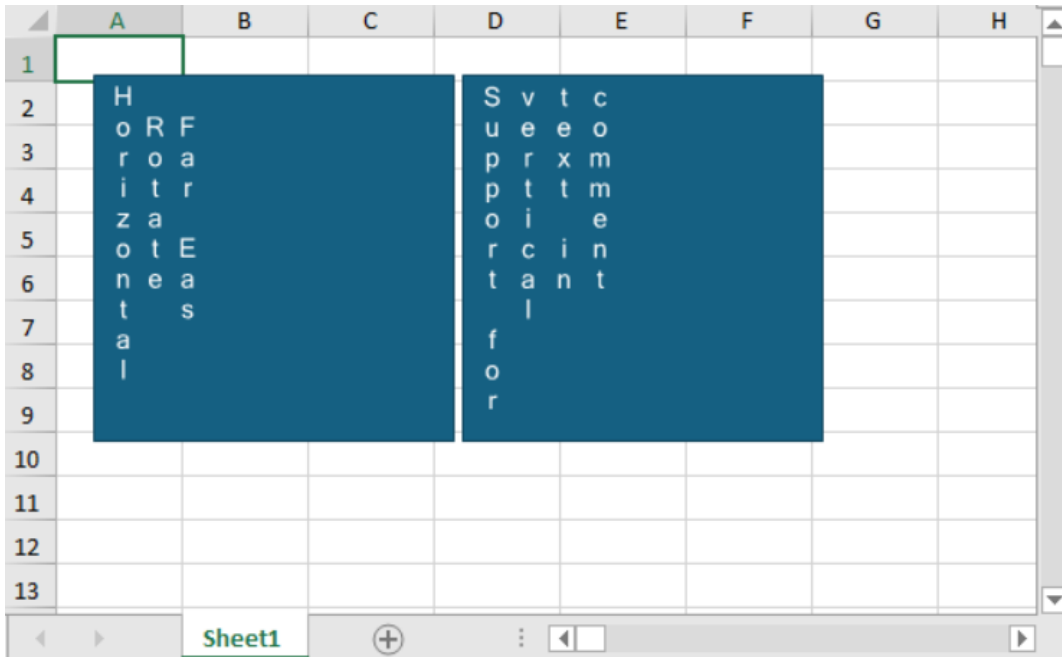 A B C D E F G H
1
2
3
4
5
6
7
8
9
10
11
12
13
Horizontal
Rotate
Far Eas
Support for
vertical
text in
comment
Sheet1